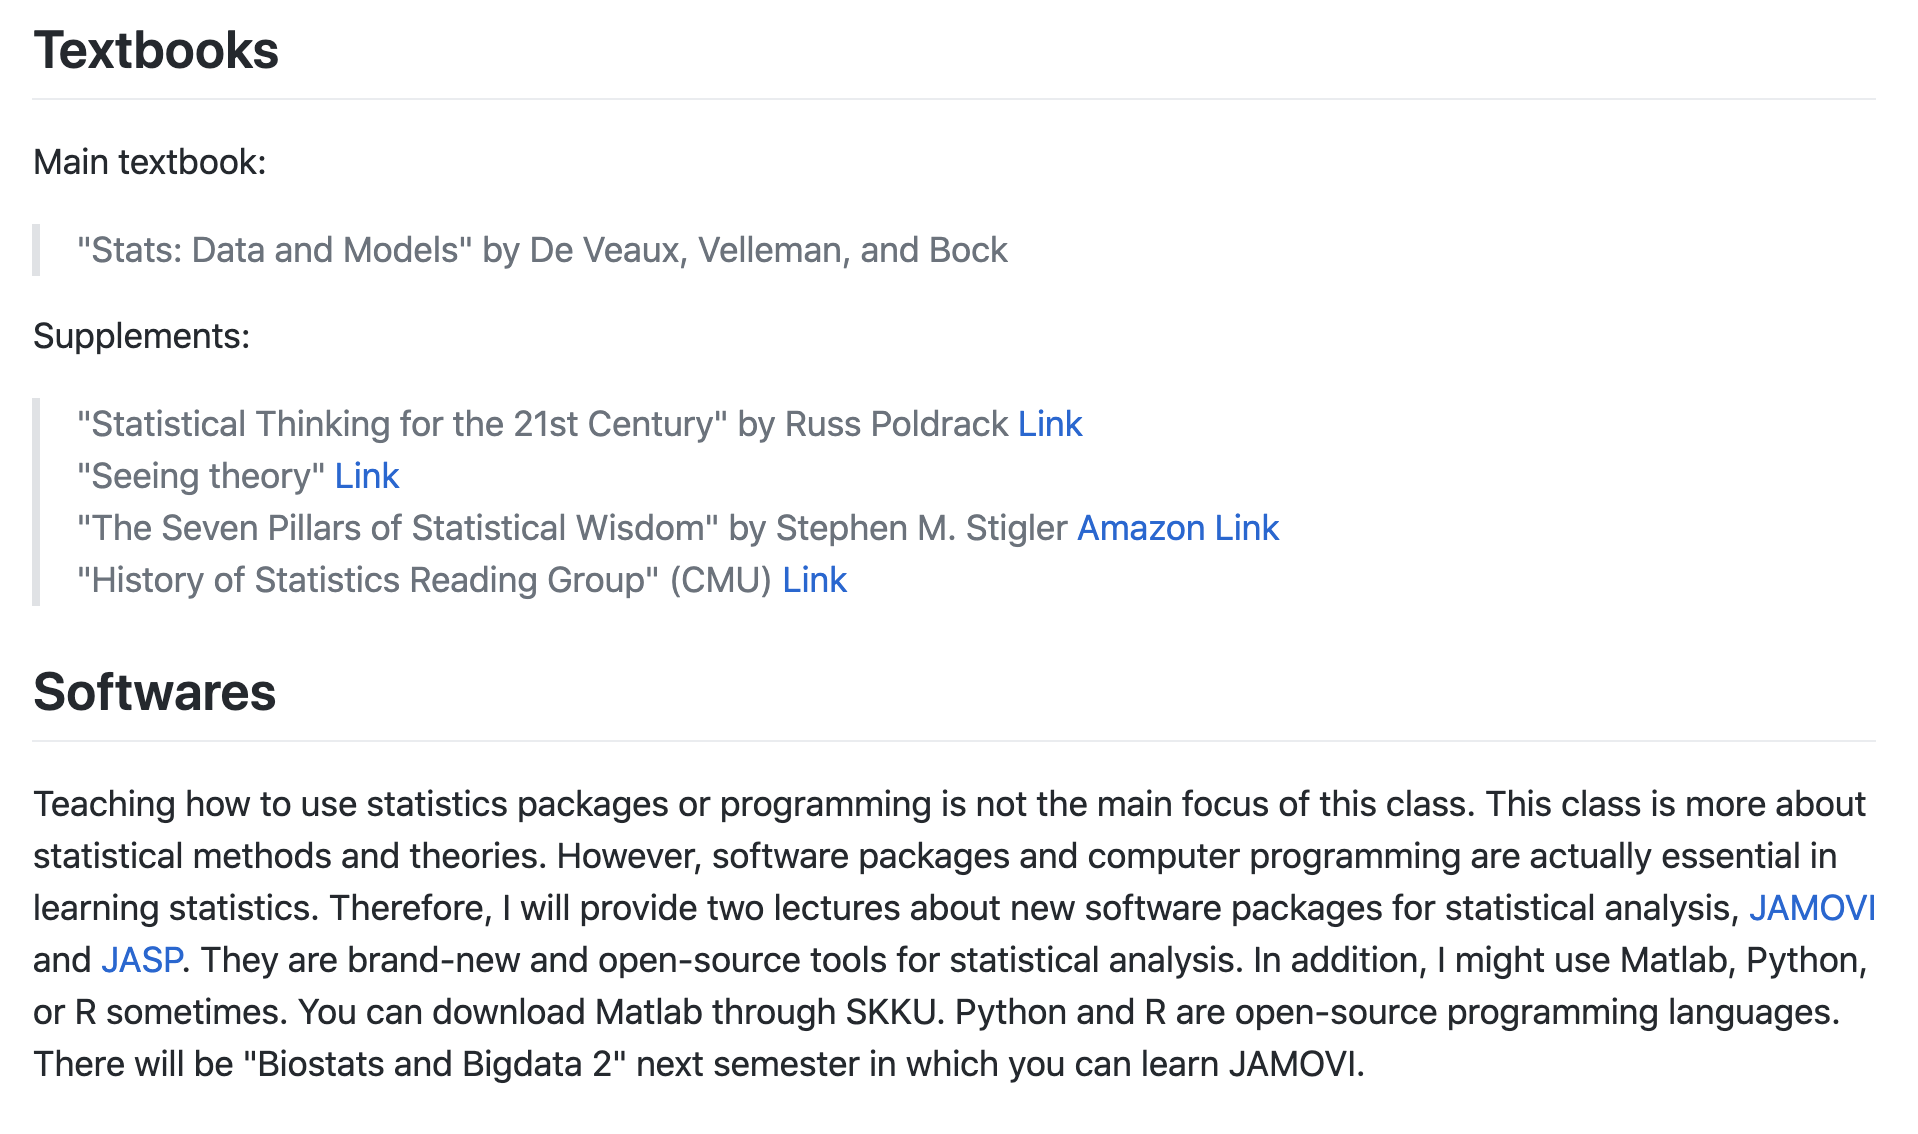 Textbooks
Main textbook:
"Stats: Data and Models" by De Veaux, Velleman, and Bock
Supplements:
"Statistical Thinking for the 21st Century" by Russ Poldrack Link
"Seeing theory" Link
"The Seven Pillars of Statistical Wisdom" by Stephen M. Stigler Amazon Link
"History of Statistics Reading Group" (CMU) Link
Softwares
Teaching how to use statistics packages or programming is not the main focus of this class. This class is more about
statistical methods and theories. However, software packages and computer programming are actually essential in
learning statistics. Therefore, I will provide two lectures about new software packages for statistical analysis, JAMOVI
and JASP. They are brand-new and open-source tools for statistical analysis. In addition, I might use Matlab, Python,
or R sometimes. You can download Matlab through SKKU. Python and R are open-source programming languages.
There will be "Biostats and Bigdata 2" next semester in which you can learn JAMOVI.